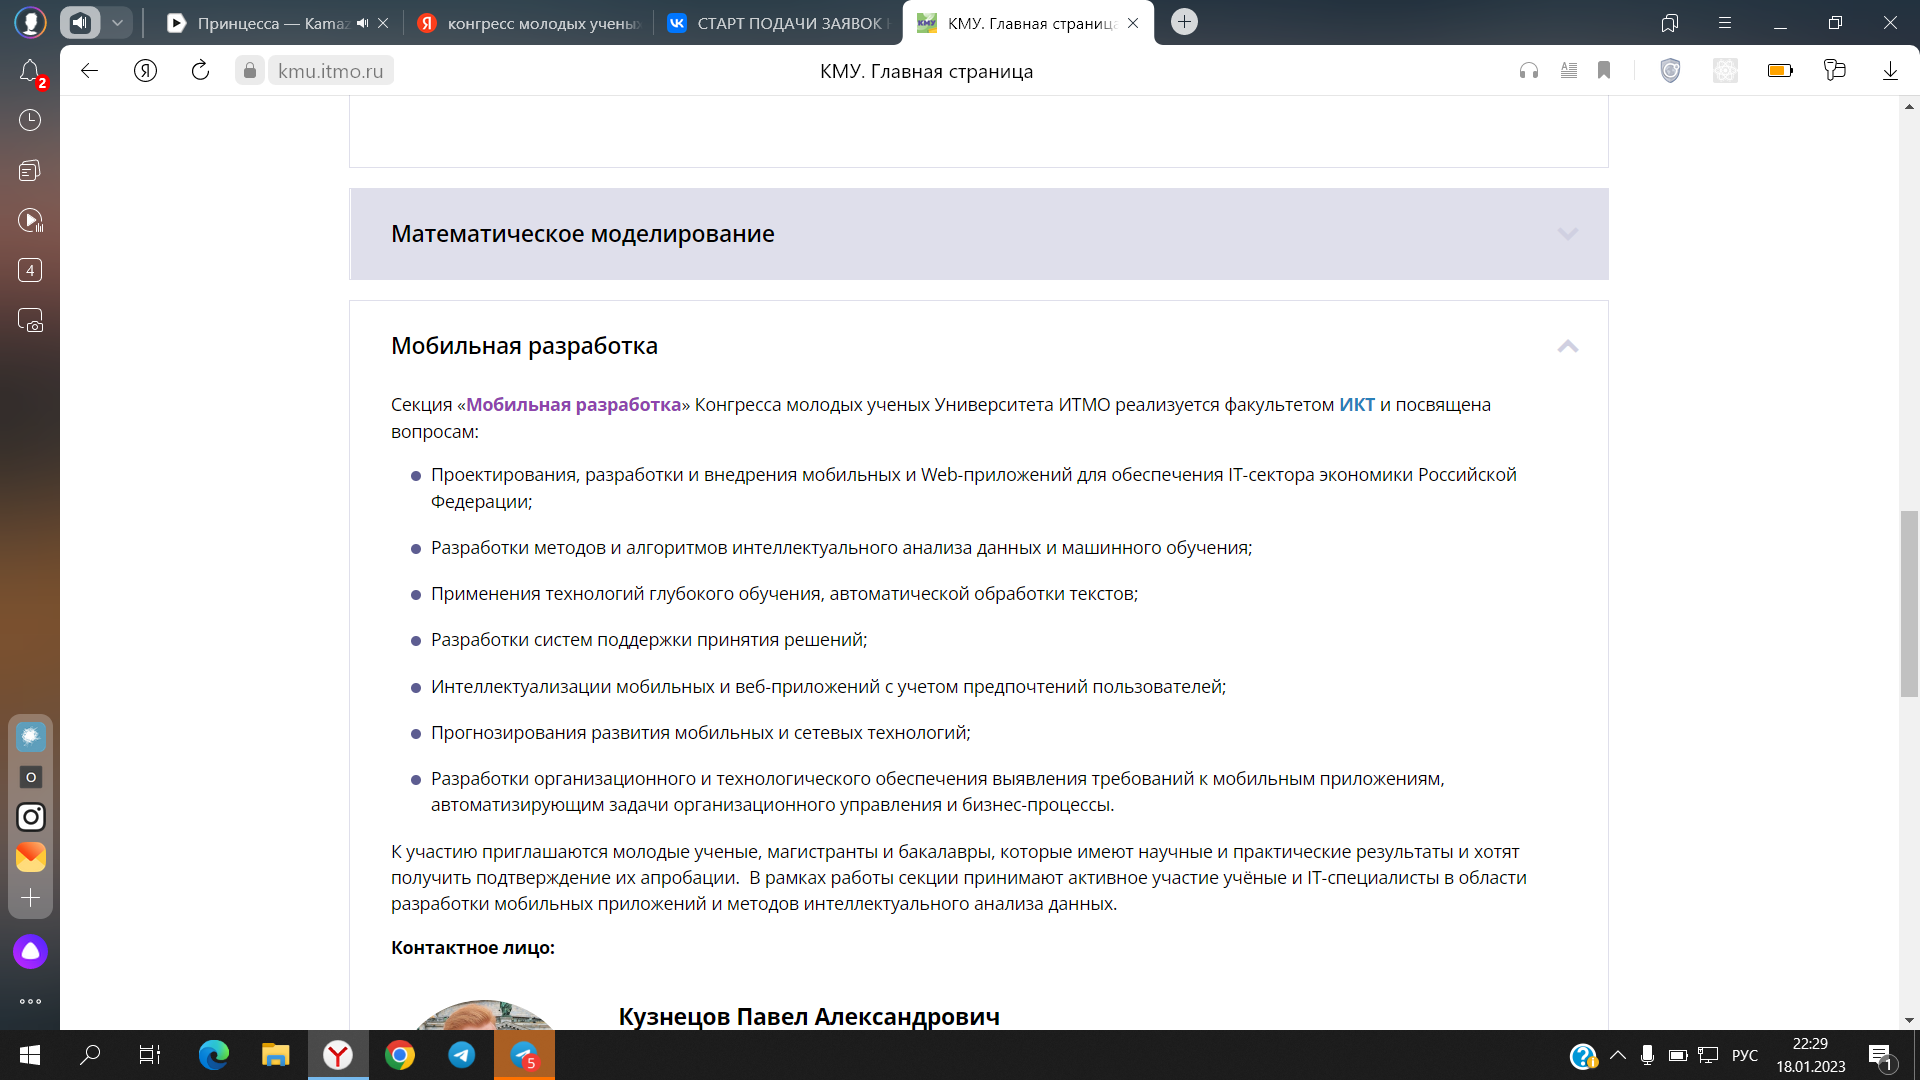 Принцесса — Kamaz
конгресс молодых ученых
СТАРТ ПОДАЧИ ЗАЯВОК Н
КМУ. Главная страница
2
kmu.itmo.ru
КМУ. Главная страница
4
Математическое моделирование
Мобильная разработка
Секция «Мобильная разработка» Конгресса молодых ученых Университета ИТМО реализуется факультетом ИКТ и посвящена
вопросам:
Проектирования, разработки и внедрения мобильных и Web-приложений для обеспечения IT-сектора экономики Российской
Федерации;
Разработки методов и алгоритмов интеллектуального анализа данных и машинного обучения;
Применения технологий глубокого обучения, автоматической обработки текстов;
Разработки систем поддержки принятия решений;
Интеллектуализации мобильных и веб-приложений с учетом предпочтений пользователей;
Прогнозирования развития мобильных и сетевых технологий;
Разработки организационного и технологического обеспечения выявления требований к мобильным приложениям,
автоматизирующим задачи организационного управления и бизнес-процессы.
К участию приглашаются молодые ученые, магистранты и бакалавры, которые имеют научные и практические результаты и хотят
получить подтверждение их апробации.  В рамках работы секции принимают активное участие учёные и IT-специалисты в области
разработки мобильных приложений и методов интеллектуального анализа данных.
Контактное лицо:
Кузнецов Павел Александрович
О
5
РУС
22:29
18.01.2023
1